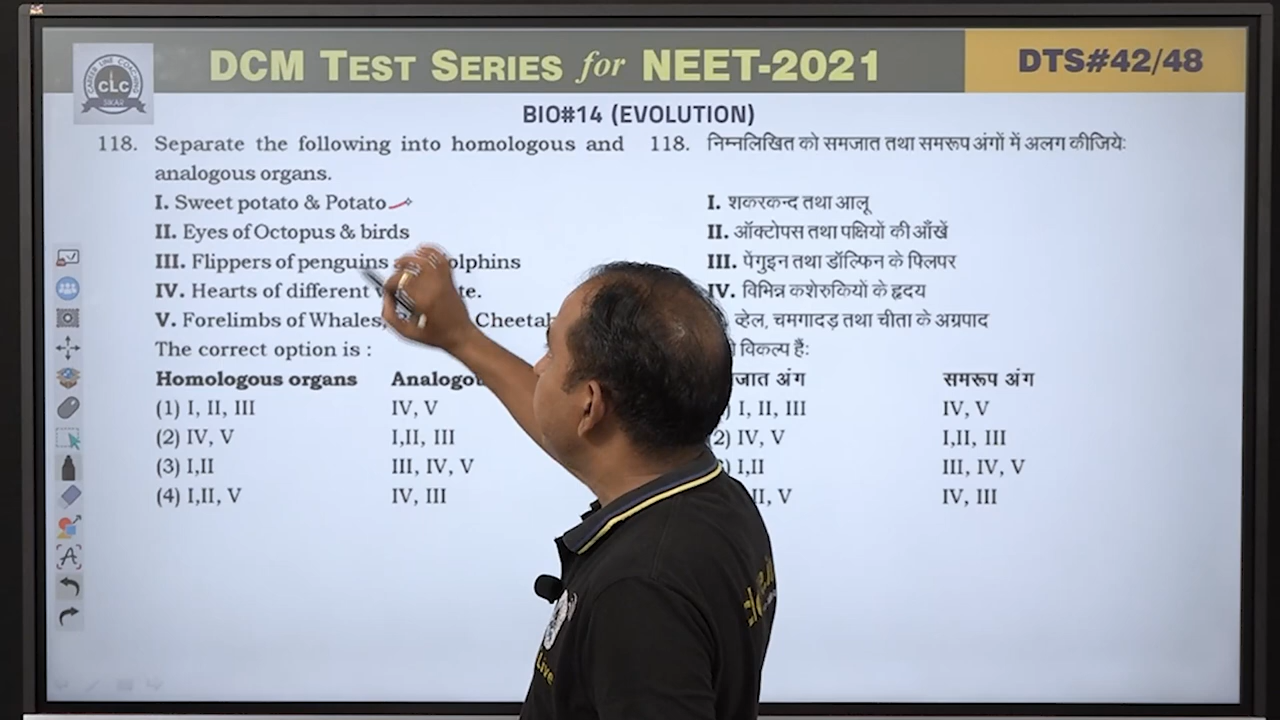 DCM TEST SERIES for NEET-2021
DTS#42/48
CAREER LINE COACHING
CLC
SIKAR
BIO#14 (EVOLUTION)
118. Separate the following into homologous and
analogous organs.
I. Sweet potato & Potato
II. Eyes of Octopus & birds
III. Flippers of penguins olphins
IV. Hearts of different te.
V. Forelimbs of Whales, Cheetah
The correct option is :
Homologous organs Analogou
(1) I, II, III IV, V
(2) IV, V I,II, III
(3) I,II III, IV, V
(4) I,II, V IV, III
118. निम्नलिखित को समजात तथा समरूप अंगों में अलग कीजिये:
I. शकरकन्द तथा आलू
II. ऑक्टोपस तथा पक्षियों की आँखें
III. पेंगुइन तथा डॉल्फिन के फ्लिपर
IV. विभिन्न कशेरुकियों के हृदय
व्हेल, चमगादड़ तथा चीता के अग्रपाद
विकल्प हैं:
जात अंग समरूप अंग
I, II, III IV, V
2) IV, V I,II, III
I,II III, IV, V
II, V IV, III
Live